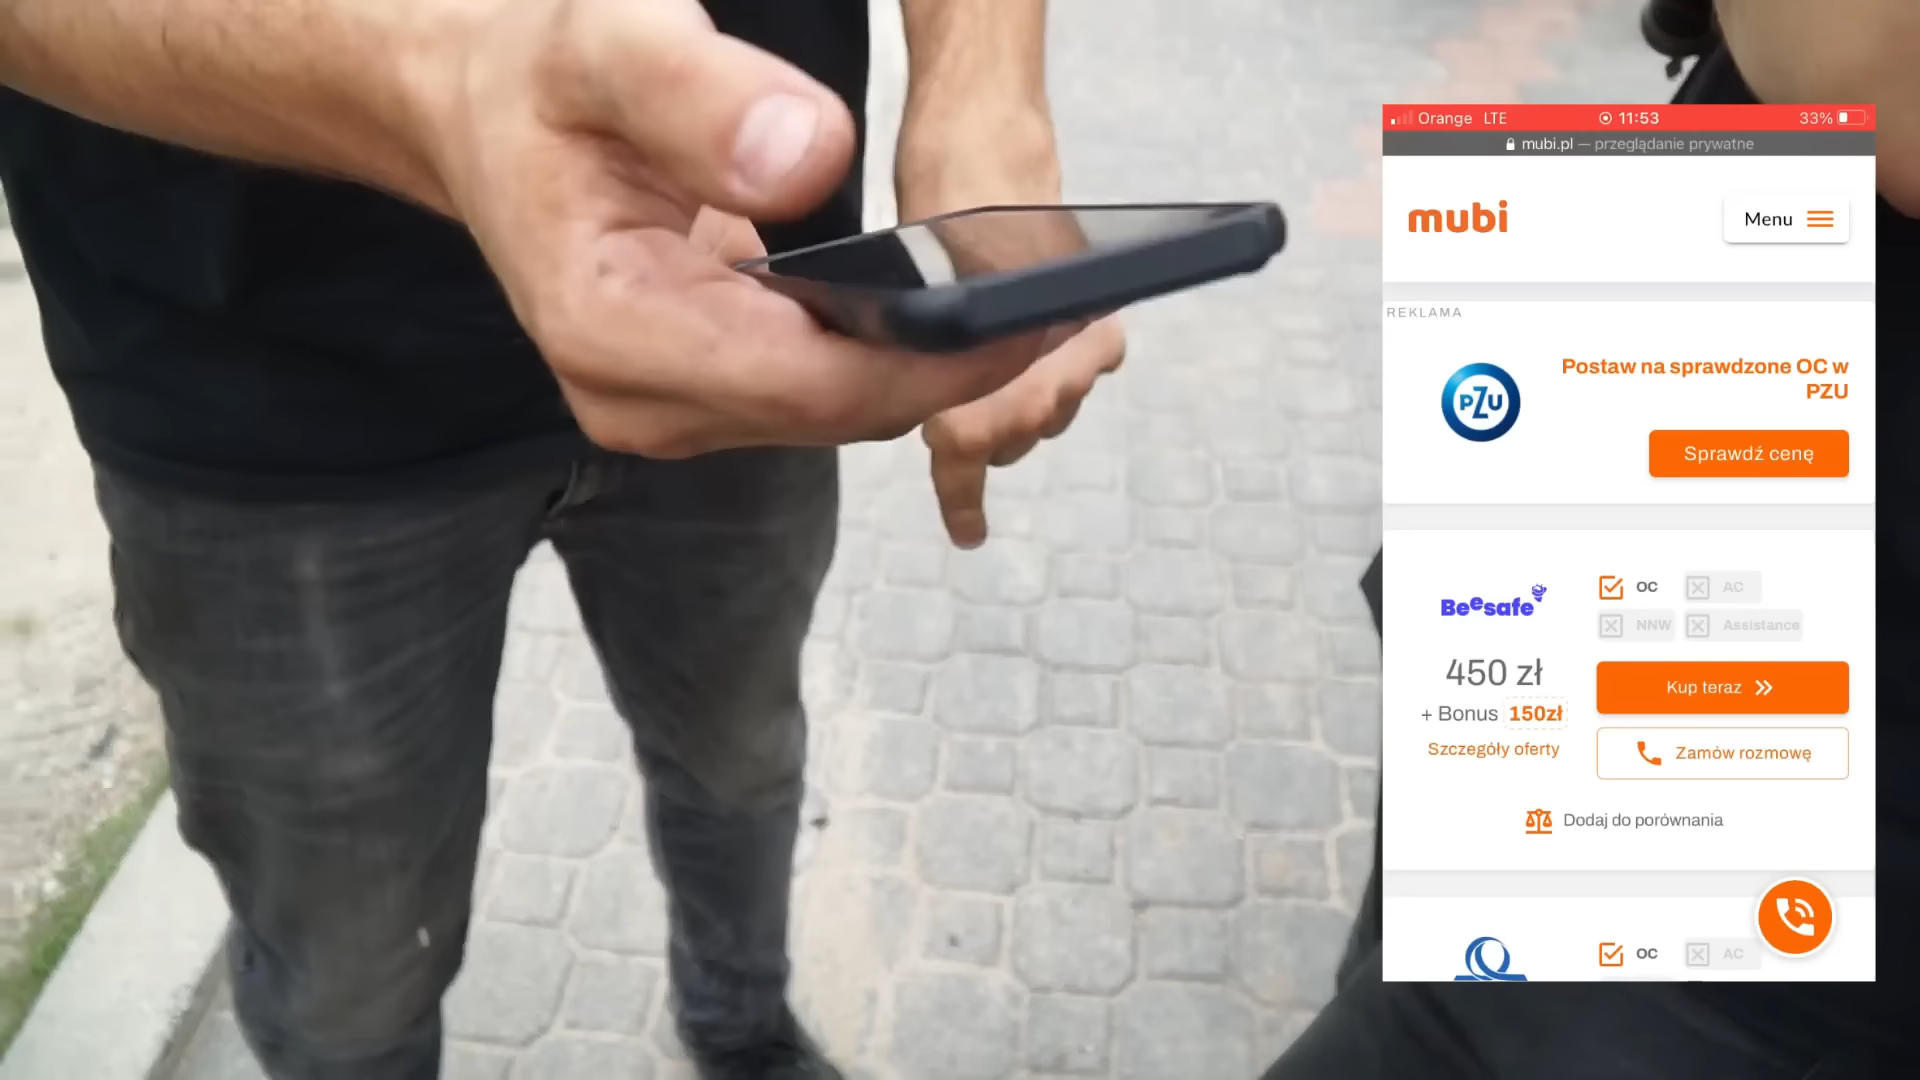 Orange LTE 11:53 33%
mubi.pl — przeglądanie prywatne
mubi
Menu
REKLAMA
PZU
Postaw na sprawdzone OC w
PZU
Sprawdź cenę
Beesafe
OC AC
NNW Assistance
450 zł
+ Bonus 150zł
Szczegóły oferty
Kup teraz
Zamów rozmowę
Dodaj do porównania
OC AC